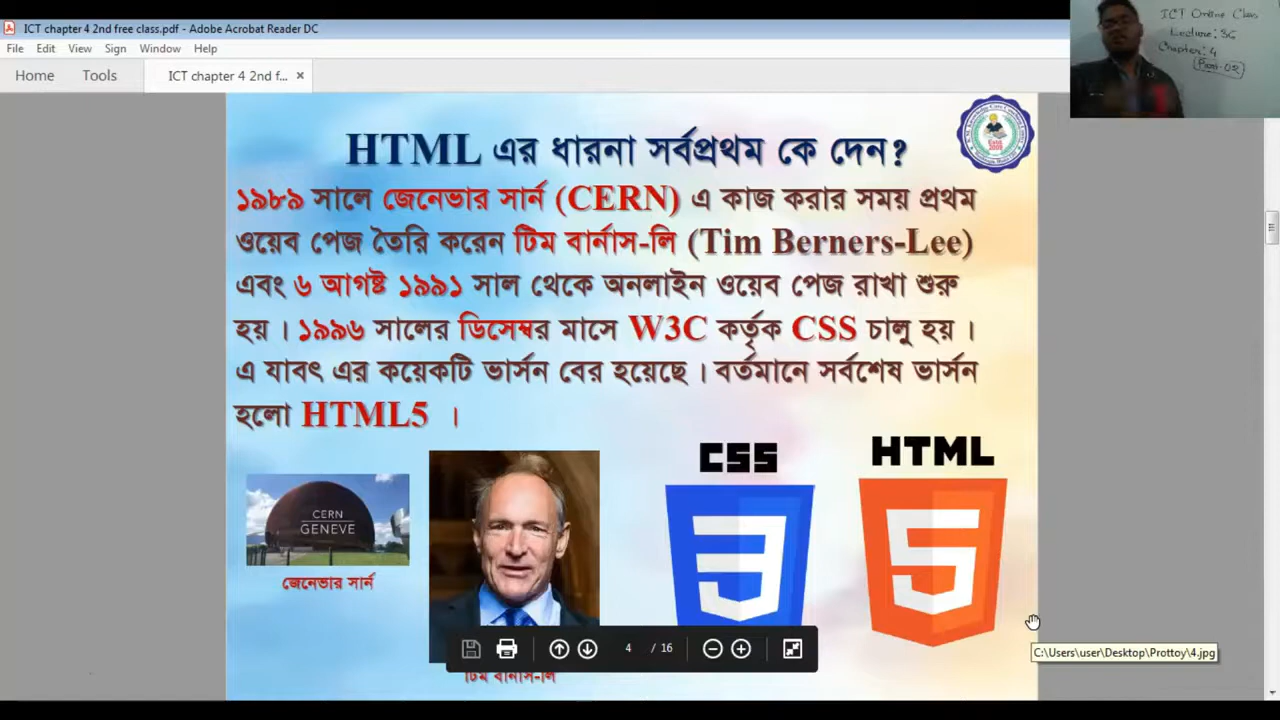 ICT chapter 4 2nd free class.pdf - Adobe Acrobat Reader DC
File Edit View Sign Window Help
Home Tools ICT chapter 4 2nd f... ×
ICT Online Class
Lecture: 36
Chapter: 4
Part-02
HTML এর ধারনা সর্বপ্রথম কে দেন?
১৯৮৯ সালে জেনেভার সার্ন (CERN) এ কাজ করার সময় প্রথম
ওয়েব পেজ তৈরি করেন টিম বার্নাস-লি (Tim Berners-Lee)
এবং ৬ আগষ্ট ১৯৯১ সাল থেকে অনলাইন ওয়েব পেজ রাখা শুরু
হয় । ১৯৯৬ সালের ডিসেম্বর মাসে W3C কর্তৃক CSS চালু হয় ।
এ যাবৎ এর কয়েকটি ভার্সন বের হয়েছে । বর্তমানে সর্বশেষ ভার্সন
হলো HTML5 ।
CERN
GENEVE
জেনেভার সার্ন
টিম বার্নাস-লি
CSS
3
HTML
5
4 / 16
C:\Users\user\Desktop\Prottoy\4.jpg